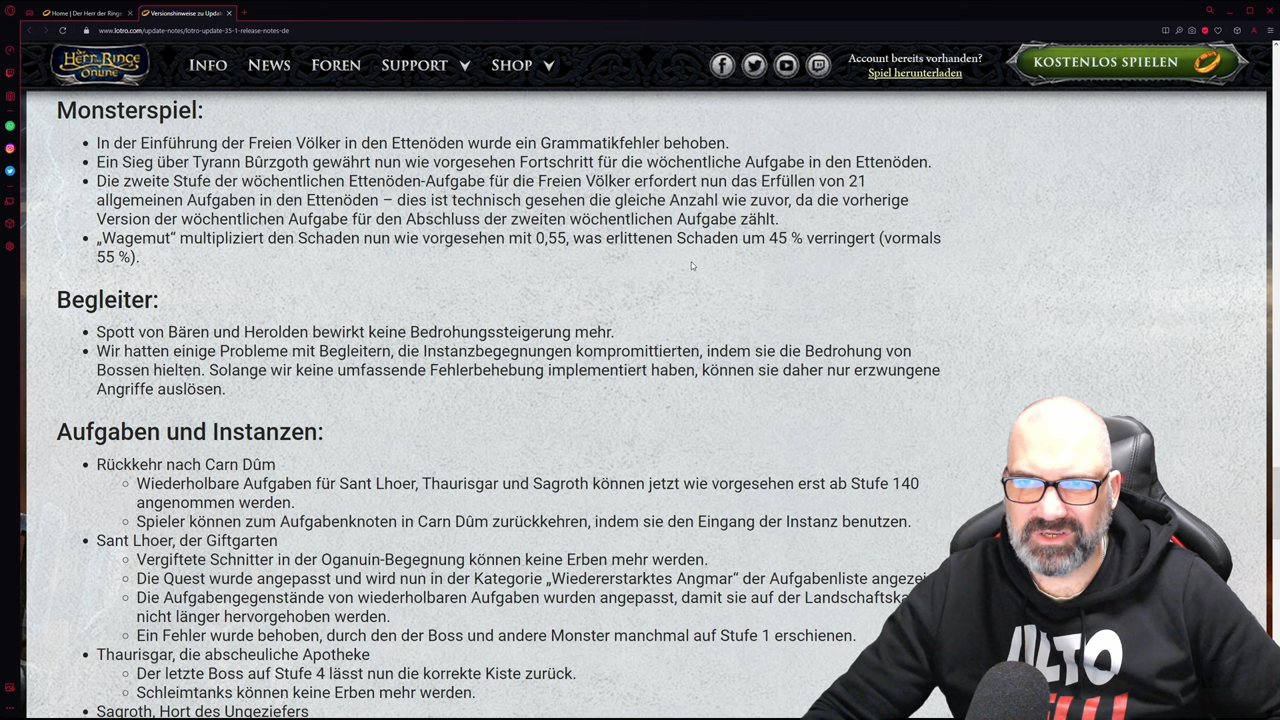 Home | Der Herr der Ringe
Versionshinweise zu Updat
www.lotro.com/update-notes/lotro-update-35-1-release-notes-de
Der
Herr Ringe
Online
INFO
NEWS
FOREN
SUPPORT
SHOP
Account bereits vorhanden?
Spiel herunterladen
KOSTENLOS SPIELEN
Monsterspiel:
In der Einführung der Freien Völker in den Ettenöden wurde ein Grammatikfehler behoben.
Ein Sieg über Tyrann Bûrzgoth gewährt nun wie vorgesehen Fortschritt für die wöchentliche Aufgabe in den Ettenöden.
Die zweite Stufe der wöchentlichen Ettenöden-Aufgabe für die Freien Völker erfordert nun das Erfüllen von 21
allgemeinen Aufgaben in den Ettenöden – dies ist technisch gesehen die gleiche Anzahl wie zuvor, da die vorherige
Version der wöchentlichen Aufgabe für den Abschluss der zweiten wöchentlichen Aufgabe zählt.
„Wagemut“ multipliziert den Schaden nun wie vorgesehen mit 0,55, was erlittenen Schaden um 45 % verringert (vormals
55 %).
Begleiter:
Spott von Bären und Herolden bewirkt keine Bedrohungssteigerung mehr.
Wir hatten einige Probleme mit Begleitern, die Instanzbegegnungen kompromittierten, indem sie die Bedrohung von
Bossen hielten. Solange wir keine umfassende Fehlerbehebung implementiert haben, können sie daher nur erzwungene
Angriffe auslösen.
Aufgaben und Instanzen:
Rückkehr nach Carn Dûm
Wiederholbare Aufgaben für Sant Lhoer, Thaurisgar und Sagroth können jetzt wie vorgesehen erst ab Stufe 140
angenommen werden.
Spieler können zum Aufgabenknoten in Carn Dûm zurückkehren, indem sie den Eingang der Instanz benutzen.
Sant Lhoer, der Giftgarten
Vergiftete Schnitter in der Oganuin-Begegnung können keine Erben mehr werden.
Die Quest wurde angepasst und wird nun in der Kategorie „Wiedererstarktes Angmar“ der Aufgabenliste angezei
Die Aufgabengegenstände von wiederholbaren Aufgaben wurden angepasst, damit sie auf der Landschaftska
nicht länger hervorgehoben werden.
Ein Fehler wurde behoben, durch den der Boss und andere Monster manchmal auf Stufe 1 erschienen.
Thaurisgar, die abscheuliche Apotheke
Der letzte Boss auf Stufe 4 lässt nun die korrekte Kiste zurück.
Schleimtanks können keine Erben mehr werden.
Sagroth, Hort des Ungeziefers